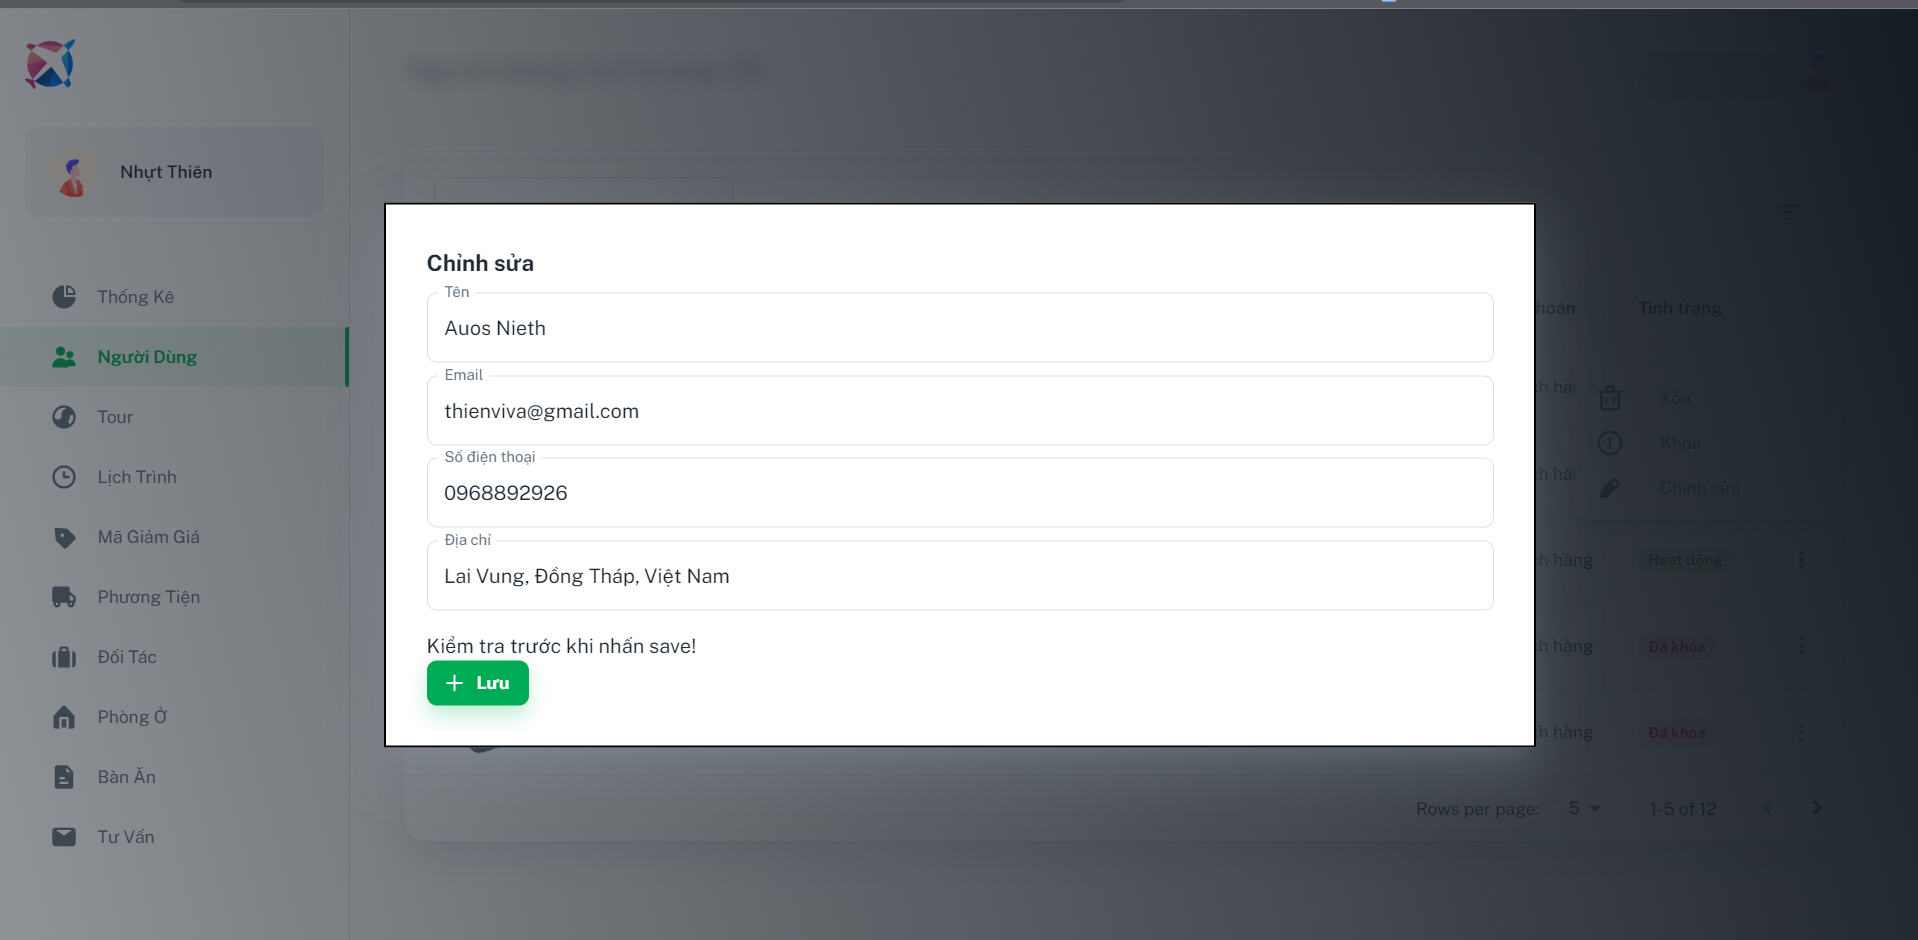 Nhựt Thiên
Thống Kê
Người Dùng
Tour
Lịch Trình
Mã Giảm Giá
Phương Tiện
Đối Tác
Phòng Ở
Bàn Ăn
Tư Vấn
Chỉnh sửa
Tên
Auos Nieth
Email
thienviva@gmail.com
Số điện thoại
0968892926
Địa chỉ
Lai Vung, Đồng Tháp, Việt Nam
Kiểm tra trước khi nhấn save!
Lưu
Tình trạng
Xóa
Khóa
Chỉnh sửa
hàng Hoạt động
hàng Đã khóa
hàng Đã khóa
Rows per page: 5 1-5 of 12